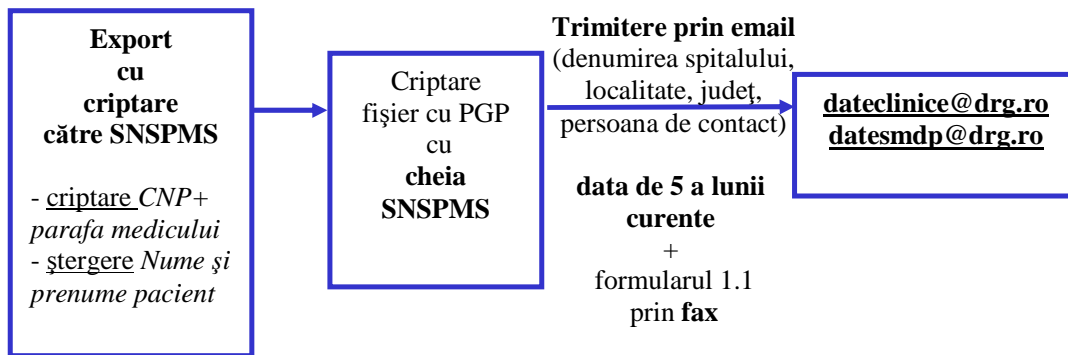 Export
cu
criptare
către SNSPMS
- criptare CNP+
parafa medicului
- ştergere Nume şi
prenume pacient
Criptare
fişier cu PGP
cu
cheia
SNSPMS
Trimitere prin email
(denumirea spitalului,
localitate, judeţ,
persoana de contact)
data de 5 a lunii
curente
+
formularul 1.1
prin fax
dateclinice@drg.ro
datesmdp@drg.ro